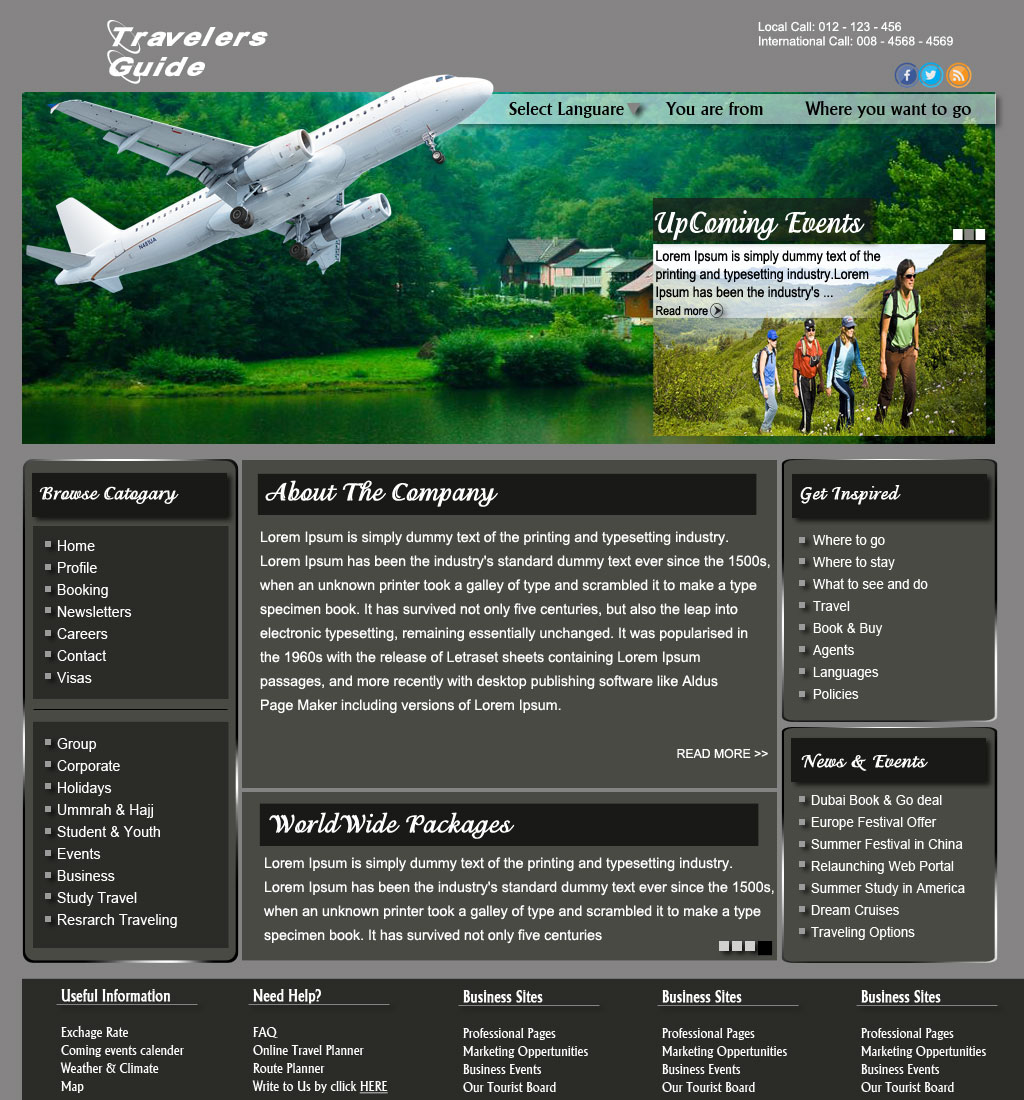 Travelers
Guide
Local Call: 012 - 123 - 456
International Call: 008 - 4568 - 4569
Select Languare
You are from
Where you want to go
N481UA
UpComing Events
Lorem Ipsum is simply dummy text of the
printing and typesetting industry.Lorem
Ipsum has been the industry's ...
Read more
Browse Catogary
Home
Profile
Booking
Newsletters
Careers
Contact
Visas
Group
Corporate
Holidays
Ummrah & Hajj
Student & Youth
Events
Business
Study Travel
Resrarch Traveling
About The Company
Lorem Ipsum is simply dummy text of the printing and typesetting industry.
Lorem Ipsum has been the industry's standard dummy text ever since the 1500s,
when an unknown printer took a galley of type and scrambled it to make a type
specimen book. It has survived not only five centuries, but also the leap into
electronic typesetting, remaining essentially unchanged. It was popularised in
the 1960s with the release of Letraset sheets containing Lorem Ipsum
passages, and more recently with desktop publishing software like Aldus
Page Maker including versions of Lorem Ipsum.
READ MORE >>
WorldWide Packages
Lorem Ipsum is simply dummy text of the printing and typesetting industry.
Lorem Ipsum has been the industry's standard dummy text ever since the 1500s,
when an unknown printer took a galley of type and scrambled it to make a type
specimen book. It has survived not only five centuries
Get Inspired
Where to go
Where to stay
What to see and do
Travel
Book & Buy
Agents
Languages
Policies
News & Events
Dubai Book & Go deal
Europe Festival Offer
Summer Festival in China
Relaunching Web Portal
Summer Study in America
Dream Cruises
Traveling Options
Useful Information
Exchage Rate
Coming events calender
Weather & Climate
Map
Need Help?
FAQ
Online Travel Planner
Route Planner
Write to Us by cllick HERE
Business Sites
Professional Pages
Marketing Oppertunities
Business Events
Our Tourist Board
Business Sites
Professional Pages
Marketing Oppertunities
Business Events
Our Tourist Board
Business Sites
Professional Pages
Marketing Oppertunities
Business Events
Our Tourist Board